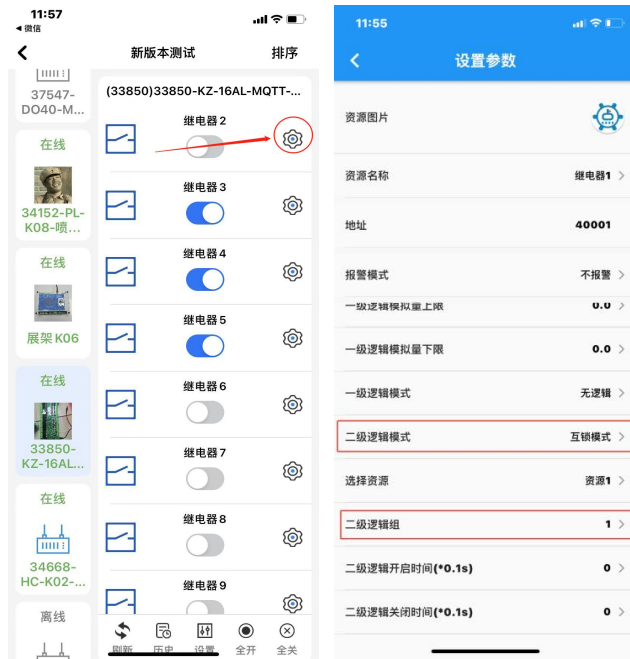 11:57
◀ 微信
新版本测试
排序
37547-
DO40-M...
在线
34152-PL-
K08-喷...
在线
展架 K06
在线
33850-
KZ-16AL...
在线
34668-
HC-K02-...
离线
(33850)33850-KZ-16AL-MQTT-...
继电器 2
继电器 3
继电器 4
继电器 5
继电器 6
继电器 7
继电器 8
继电器 9
刷新
历史
设置
全开
全关
11:55
设置参数
资源图片
资源名称 继电器1
地址 40001
报警模式 不报警
一级逻辑模拟量上限 0.0
一级逻辑模拟量下限 0.0
一级逻辑模式 无逻辑
二级逻辑模式 互锁模式
选择资源 资源1
二级逻辑组 1
二级逻辑开启时间(*0.1s) 0
二级逻辑关闭时间(*0.1s) 0